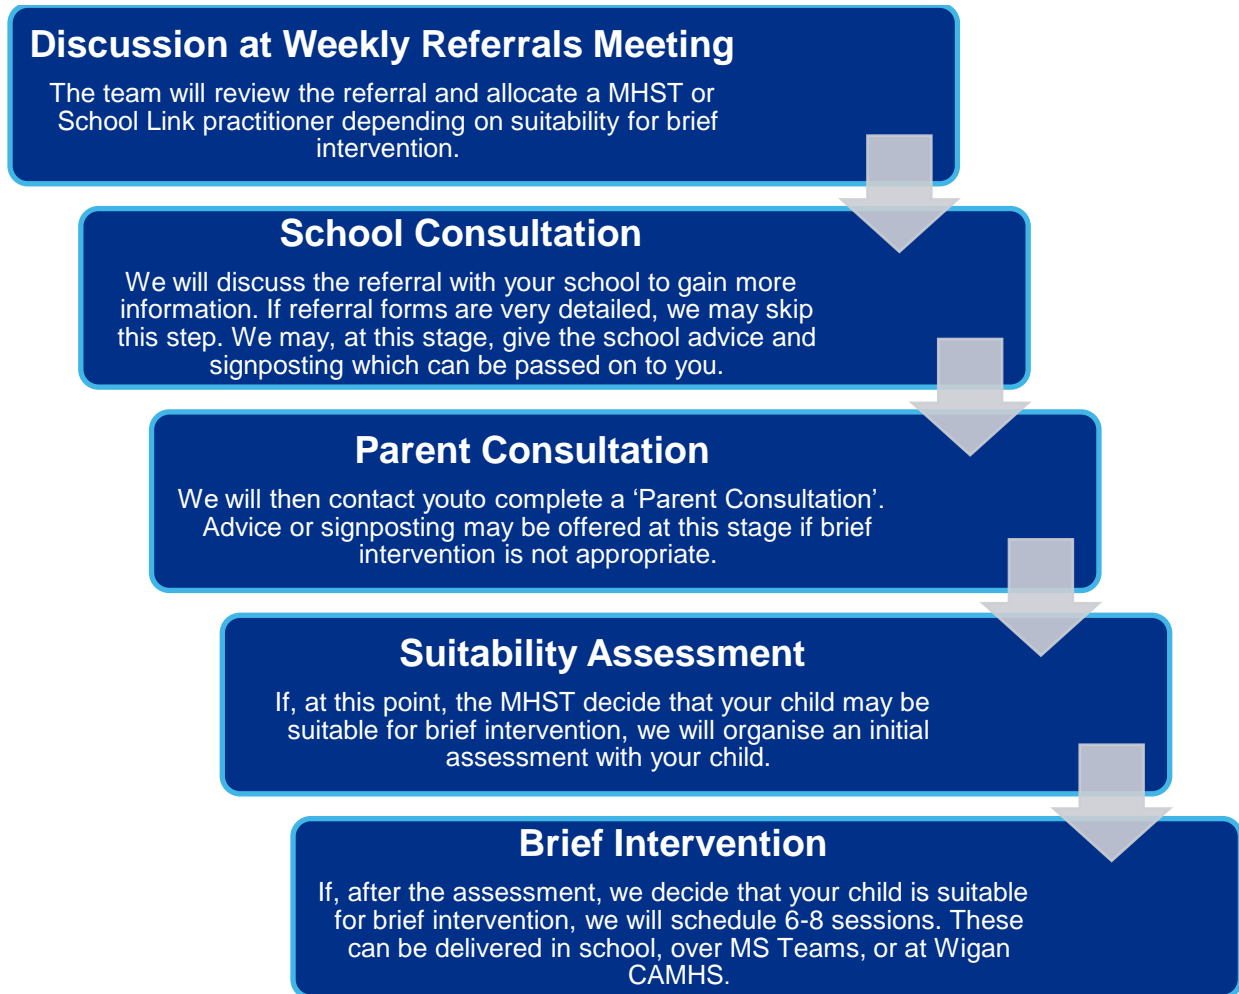 Discussion at Weekly Referrals Meeting
The team will review the referral and allocate a MHST or
School Link practitioner depending on suitability for brief
intervention.
School Consultation
We will discuss the referral with your school to gain more
information. If referral forms are very detailed, we may skip
this step. We may, at this stage, give the school advice and
signposting which can be passed on to you.
Parent Consultation
We will then contact youto complete a ‘Parent Consultation’.
Advice or signposting may be offered at this stage if brief
intervention is not appropriate.
Suitability Assessment
If, at this point, the MHST decide that your child may be
suitable for brief intervention, we will organise an initial
assessment with your child.
Brief Intervention
If, after the assessment, we decide that your child is suitable
for brief intervention, we will schedule 6-8 sessions. These
can be delivered in school, over MS Teams, or at Wigan
CAMHS.